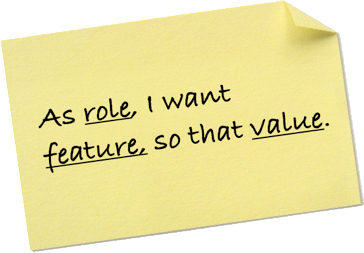 As role, I want
feature, so that value.